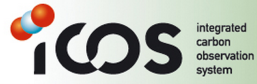 iCOS
integrated
carbon
observation
system